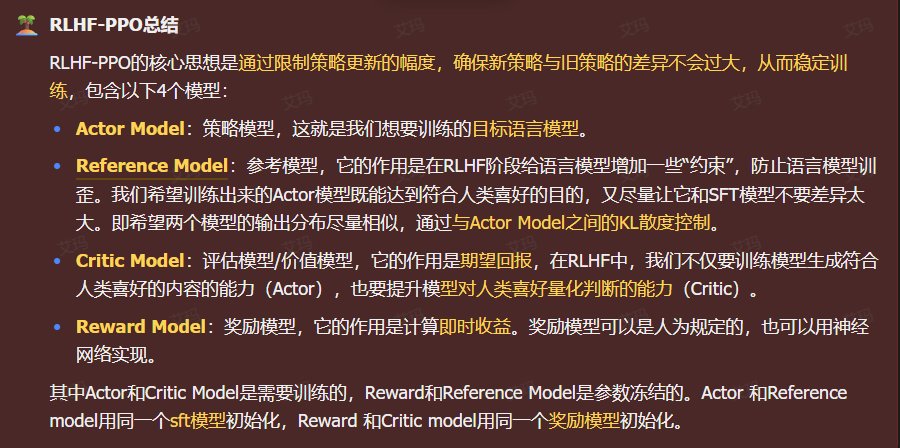 RLHF-PPO总结
RLHF-PPO的核心思想是通过限制策略更新的幅度，确保新策略与旧策略的差异不会过大，从而稳定训
练，包含以下4个模型：
• Actor Model：策略模型，这就是我们想要训练的目标语言模型。
• Reference Model：参考模型，它的作用是在RLHF阶段给语言模型增加一些“约束”，防止语言模型训
歪。我们希望训练出来的Actor模型既能达到符合人类喜好的目的，又尽量让它和SFT模型不要差异太
大。即希望两个模型的输出分布尽量相似，通过与Actor Model之间的KL散度控制。
• Critic Model：评估模型/价值模型，它的作用是期望回报，在RLHF中，我们不仅要训练模型生成符合
人类喜好的内容的能力（Actor），也要提升模型对人类喜好量化判断的能力（Critic）。
• Reward Model：奖励模型，它的作用是计算即时收益。奖励模型可以是人为规定的，也可以用神经
网络实现。
其中Actor和Critic Model是需要训练的，Reward和Reference Model是参数冻结的。Actor 和Reference
model用同一个sft模型初始化，Reward 和Critic model用同一个奖励模型初始化。